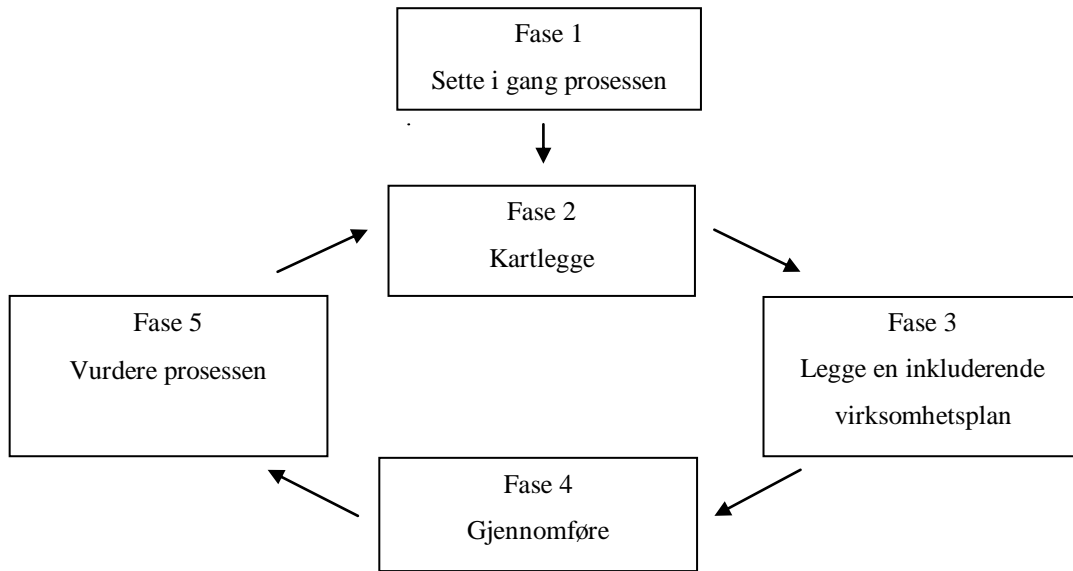 Fase 1
Sette i gang prosessen
Fase 2
Kartlegge
Fase 3
Legge en inkluderende
virksomhetsplan
Fase 4
Gjennomføre
Fase 5
Vurdere prosessen